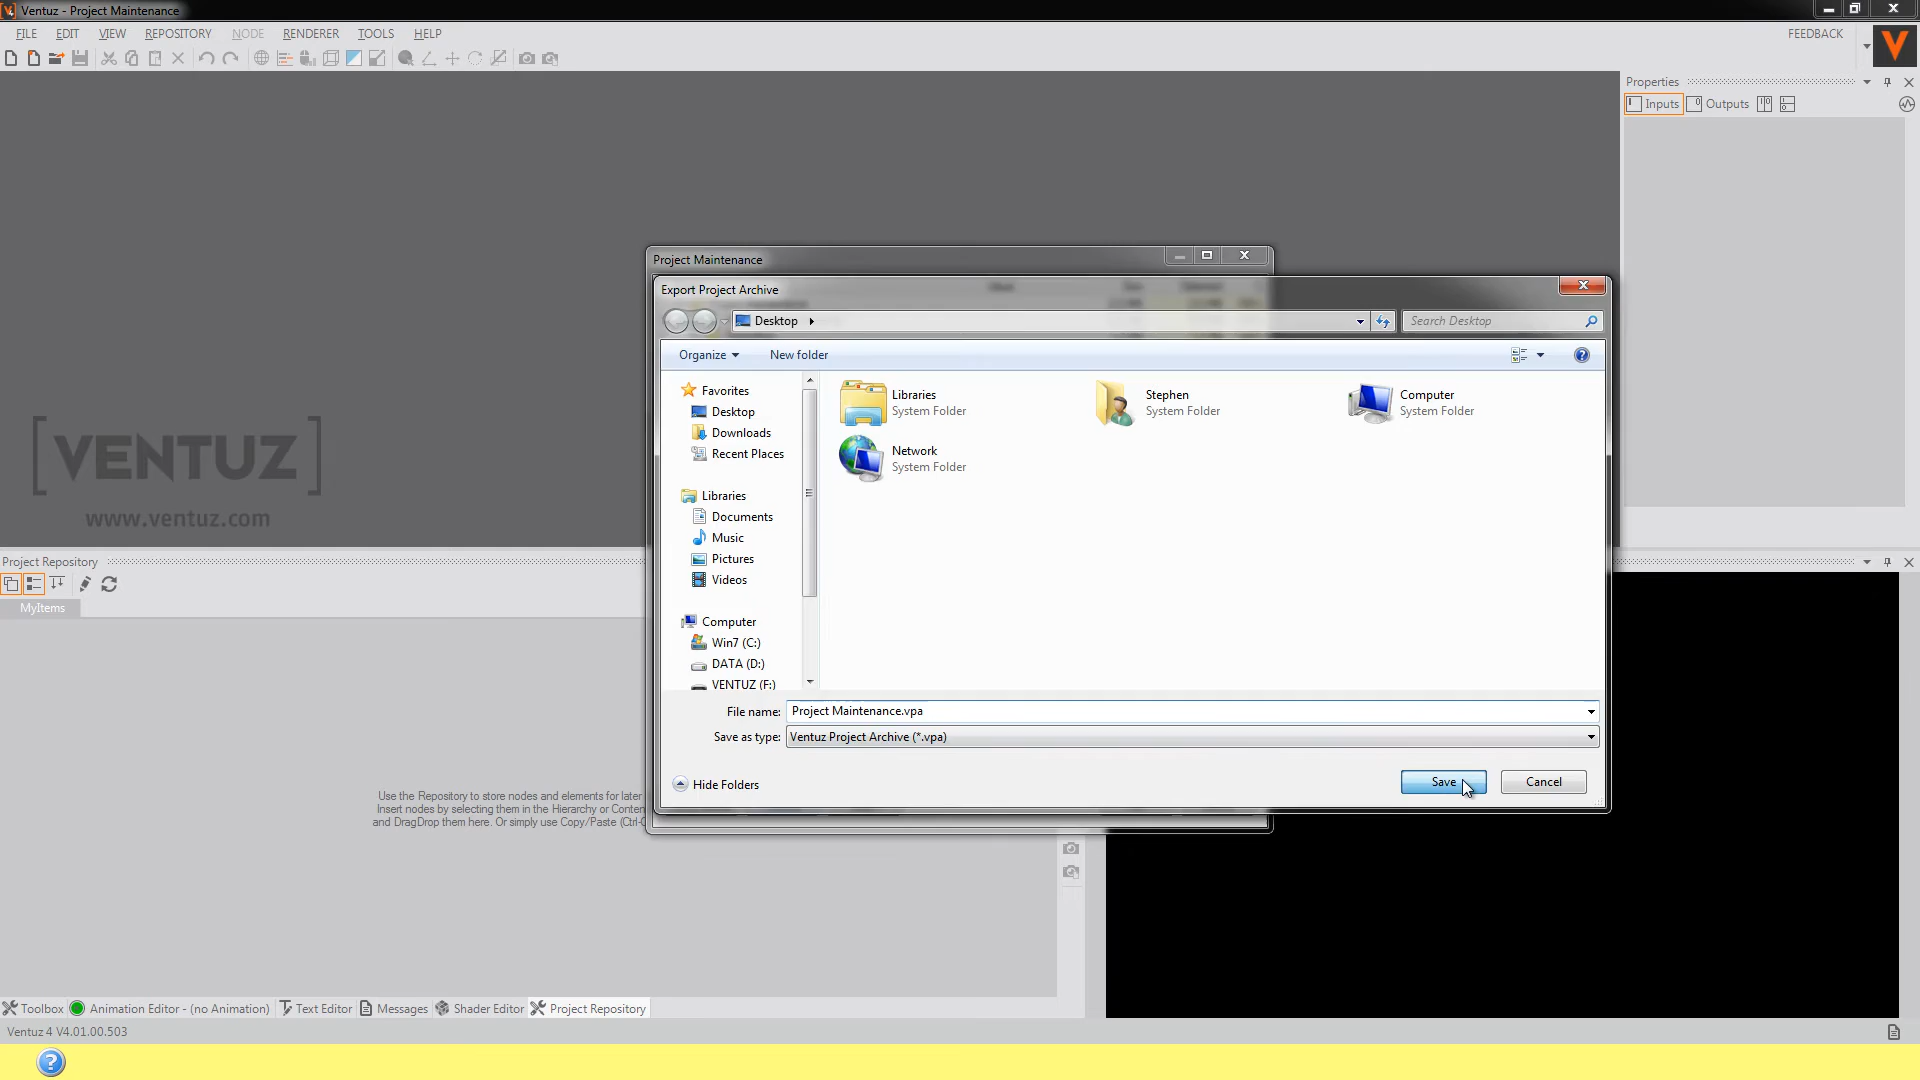 Ventuz - Project Maintenance
FILE EDIT VIEW REPOSITORY NODE RENDERER TOOLS HELP
FEEDBACK
Properties
Inputs Outputs
Project Maintenance
Export Project Archive
Desktop
Search Desktop
Organize New folder
Favorites
Desktop
Downloads
Recent Places
Libraries
Documents
Music
Pictures
Videos
Computer
Win7 (C:)
DATA (D:)
VENTUZ (F:)
Libraries
System Folder
Stephen
System Folder
Computer
System Folder
Network
System Folder
File name: Project Maintenance.vpa
Save as type: Ventuz Project Archive (*.vpa)
Hide Folders
Save Cancel
[VENTUZ]
www.ventuz.com
Project Repository
MyItems
Use the Repository to store nodes and elements for later
Insert nodes by selecting them in the Hierarchy or Conten
and DragDrop them here. Or simply use Copy/Paste (Ctrl-C
Toolbox Animation Editor - (no Animation) Text Editor Messages Shader Editor Project Repository
Ventuz 4 V4.01.00.503